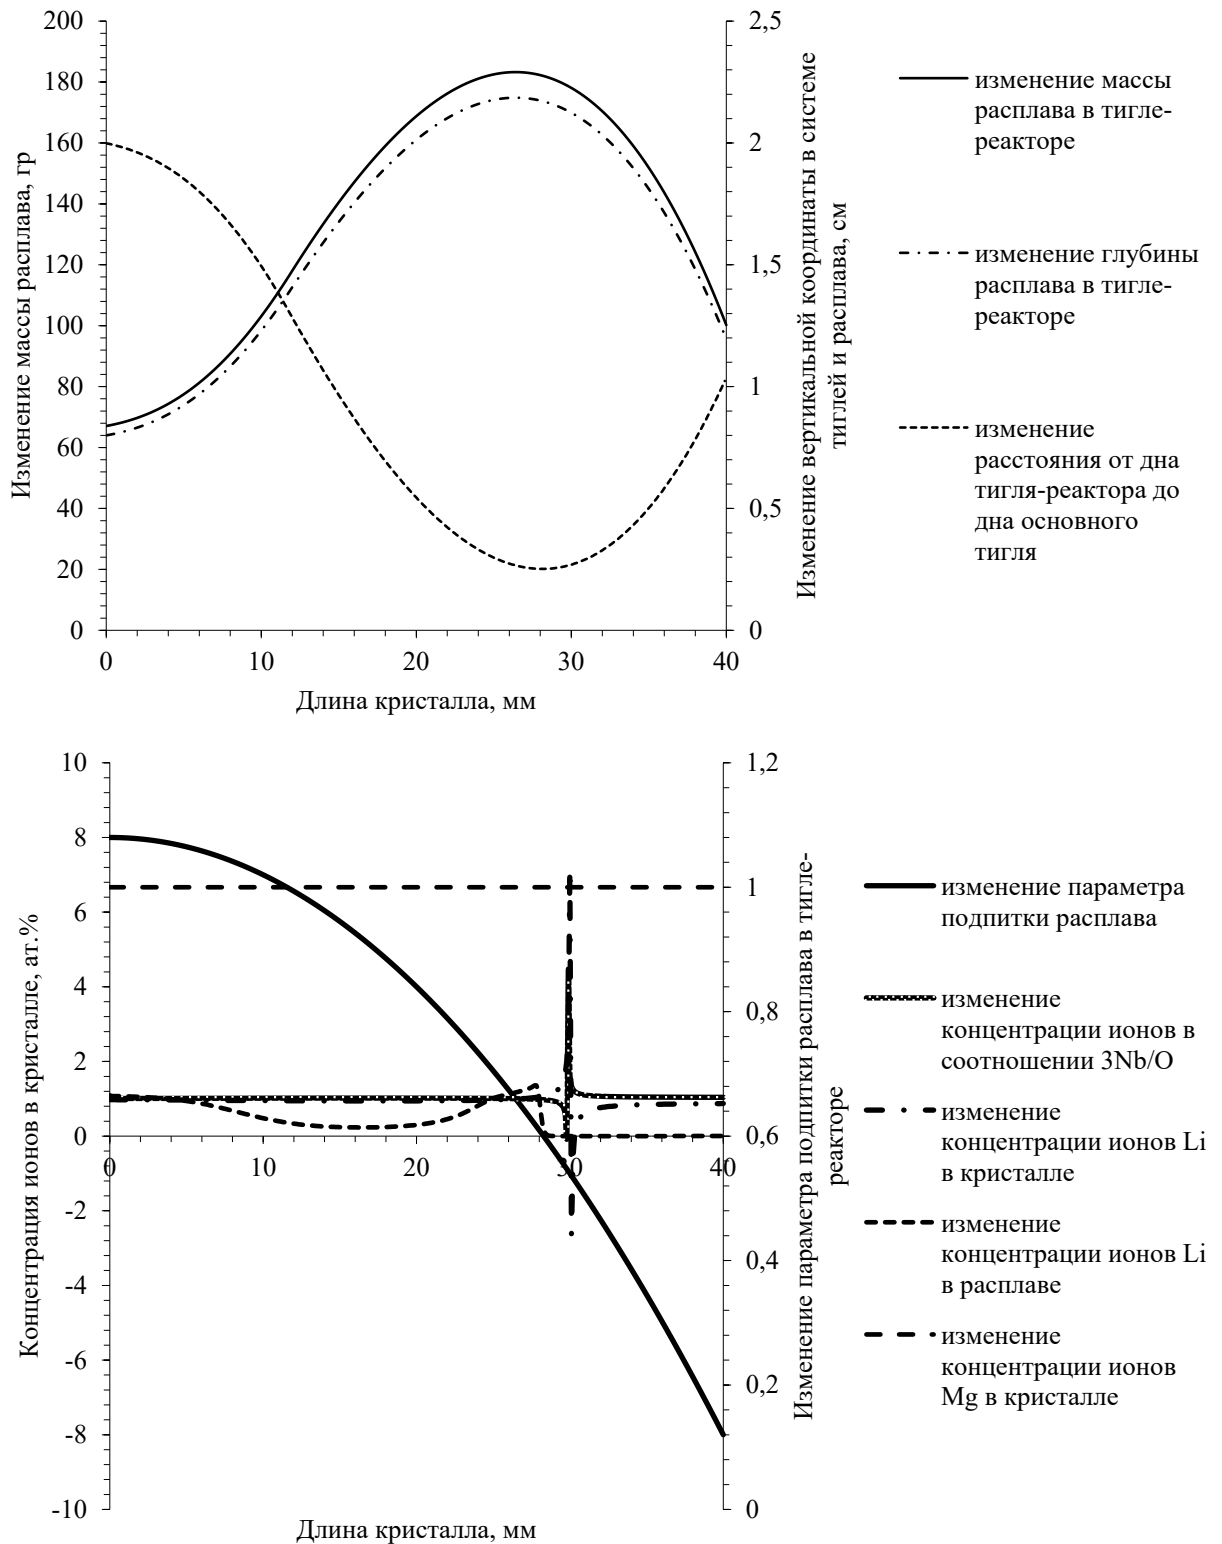 200
180
160
140
120
100
80
60
40
20
0
Изменение массы расплава, гр
0
10
20
30
40
Длина кристалла, мм
2,5
2
1,5
1
0,5
0
Изменение вертикальной координаты в системе
тиглей и расплава, см
изменение массы
расплава в тигле-
реакторе
изменение глубины
расплава в тигле-
реакторе
изменение
расстояния от дна
тигля-реактора до
дна основного
тигля
10
8
6
4
2
0
-2
-4
-6
-8
-10
Концентрация ионов в кристалле, ат.%
0
10
20
30
40
Длина кристалла, мм
1,2
1
0,8
0,6
0,4
0,2
0
Изменение параметра подпитки расплава в тигле-
реакторе
изменение параметра
подпитки расплава
изменение
концентрации ионов в
соотношении 3Nb/O
изменение
концентрации ионов Li
в кристалле
изменение
концентрации ионов Li
в расплаве
изменение
концентрации ионов
Mg в кристалле